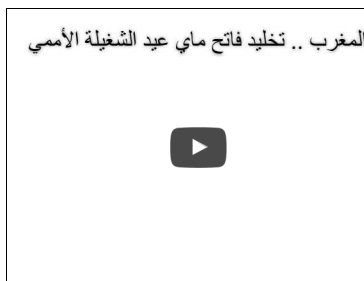 المغرب .. تخليد فاتح ماي عيد الشغيلة الأممي